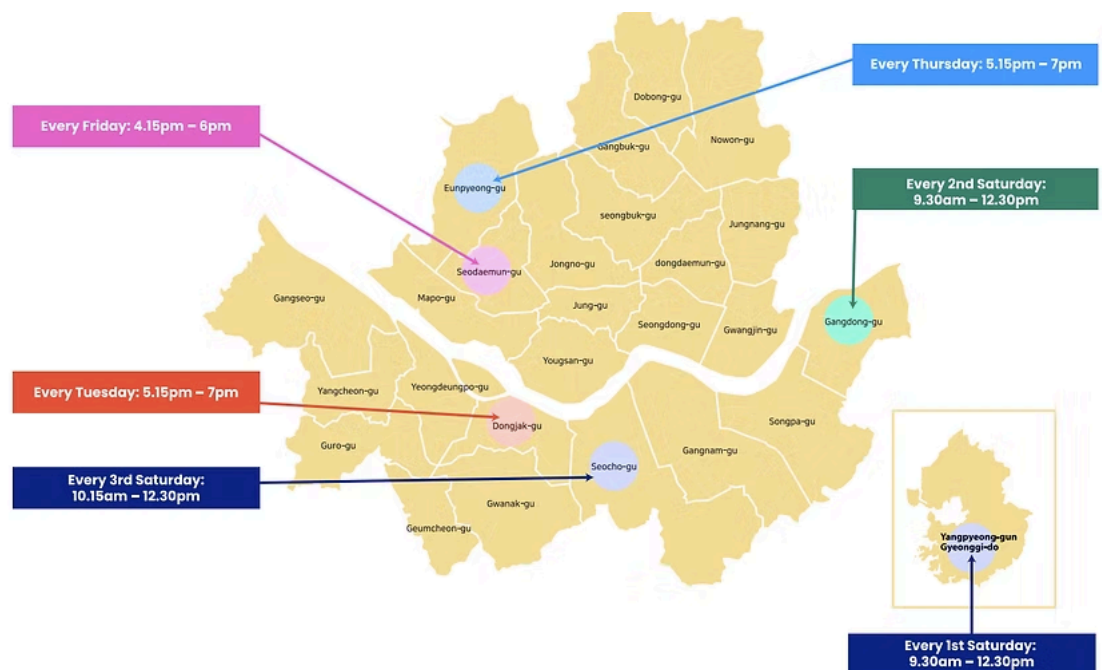 Every Thursday: 5.15pm – 7pm
Every Friday: 4.15pm – 6pm
Every 2nd Saturday:
9.30am – 12.30pm
Every Tuesday: 5.15pm – 7pm
Every 3rd Saturday:
10.15am – 12.30pm
Every 1st Saturday:
9.30am – 12.30pm
Dobong-gu
Nowon-gu
Gangbuk-gu
Eunpyeong-gu
seongbuk-gu
Jungnang-gu
Seodaemun-gu
Jongno-gu
dongdaemun-gu
Gangseo-gu
Mapo-gu
Jung-gu
Seongdong-gu
Gwangjin-gu
Gangdong-gu
Yougsan-gu
Yangcheon-gu
Yeongdeungpo-gu
Dongjak-gu
Songpa-gu
Guro-gu
Gangnam-gu
Seocho-gu
Gwanak-gu
Geumcheon-gu
Yangpyeong-gun
Gyeonggi-do